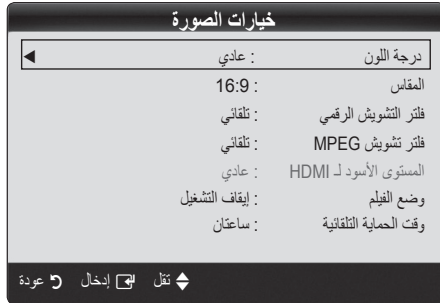 خيارات الصورة
درجة اللون : عادي
المقاس : 16:9
فلتر التشويش الرقمي : تلقائي
فلتر تشويش MPEG : تلقائي
المستوى الأسود لـ HDMI : عادي
وضع الفيلم : إيقاف التشغيل
وقت الحماية التلقائية : ساعتان
نقل إدخال عودة